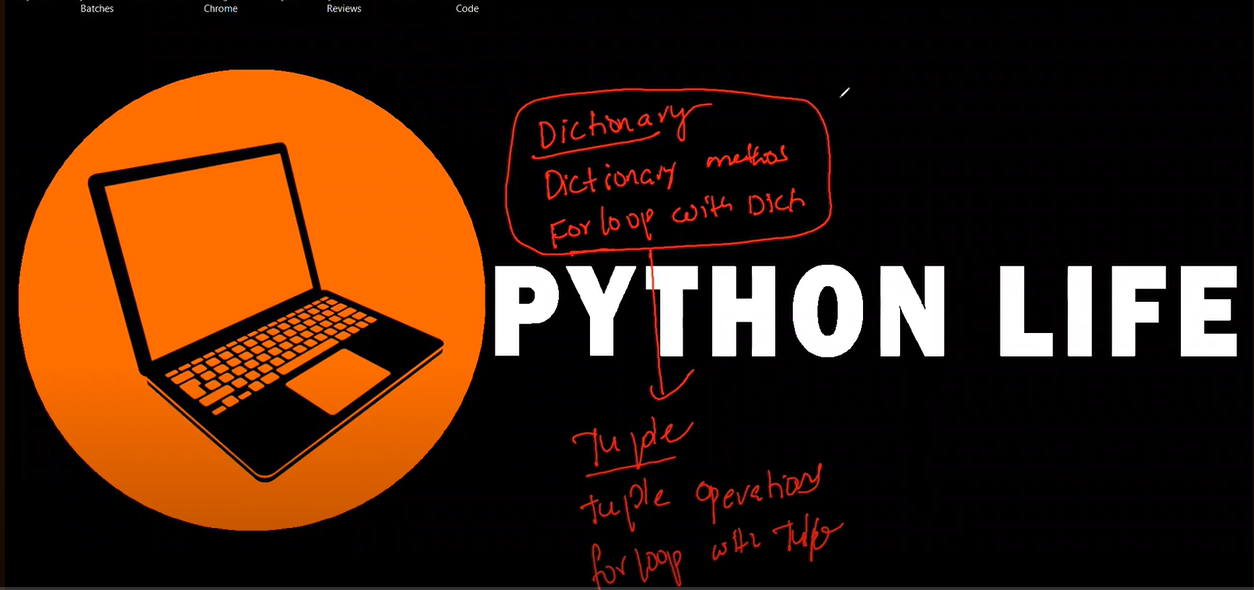 Batches Chrome Reviews Code
Dictionary
Dictionary methos
For loop with Dict
PYTHON LIFE
Tuple
tuple operations
for loop with Tuple